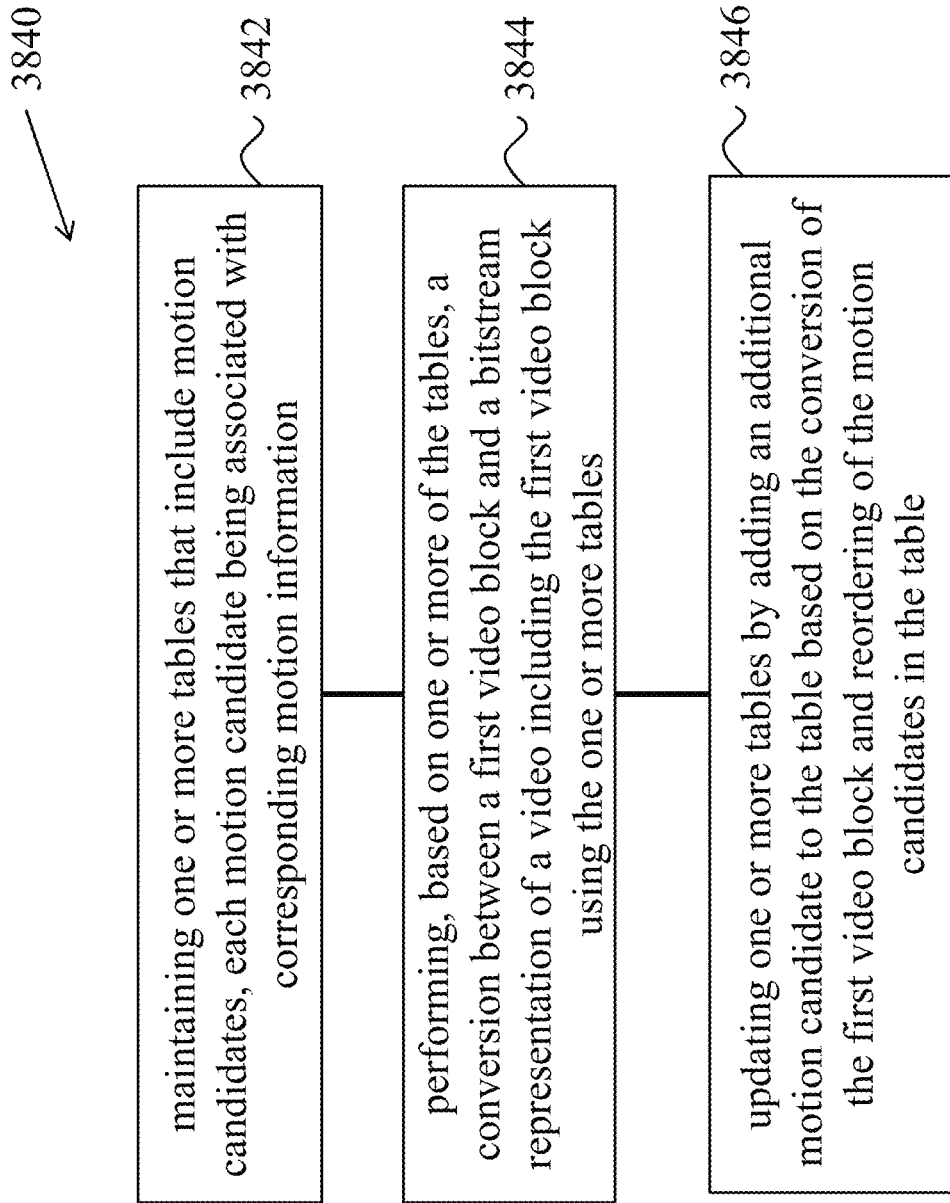 3840
maintaining one or more tables that include motion
candidates, each motion candidate being associated with
corresponding motion information
3842
performing, based on one or more of the tables, a
conversion between a first video block and a bitstream
representation of a video including the first video block
using the one or more tables
3844
updating one or more tables by adding an additional
motion candidate to the table based on the conversion of
the first video block and reordering of the motion
candidates in the table
3846